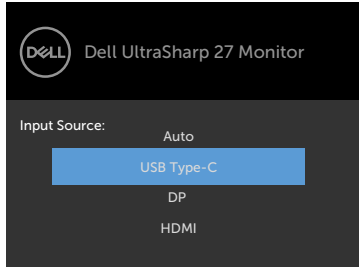 DELL Dell UltraSharp 27 Monitor
Input Source:
Auto
USB Type-C
DP
HDMI